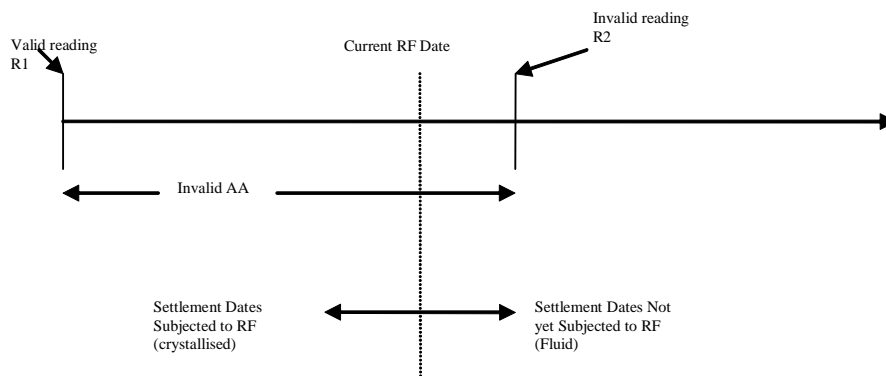 Valid reading
R1
Current RF Date
Invalid reading
R2
Invalid AA
Settlement Dates
Subjected to RF
(crystallised)
Settlement Dates Not
yet Subjected to RF
(Fluid)